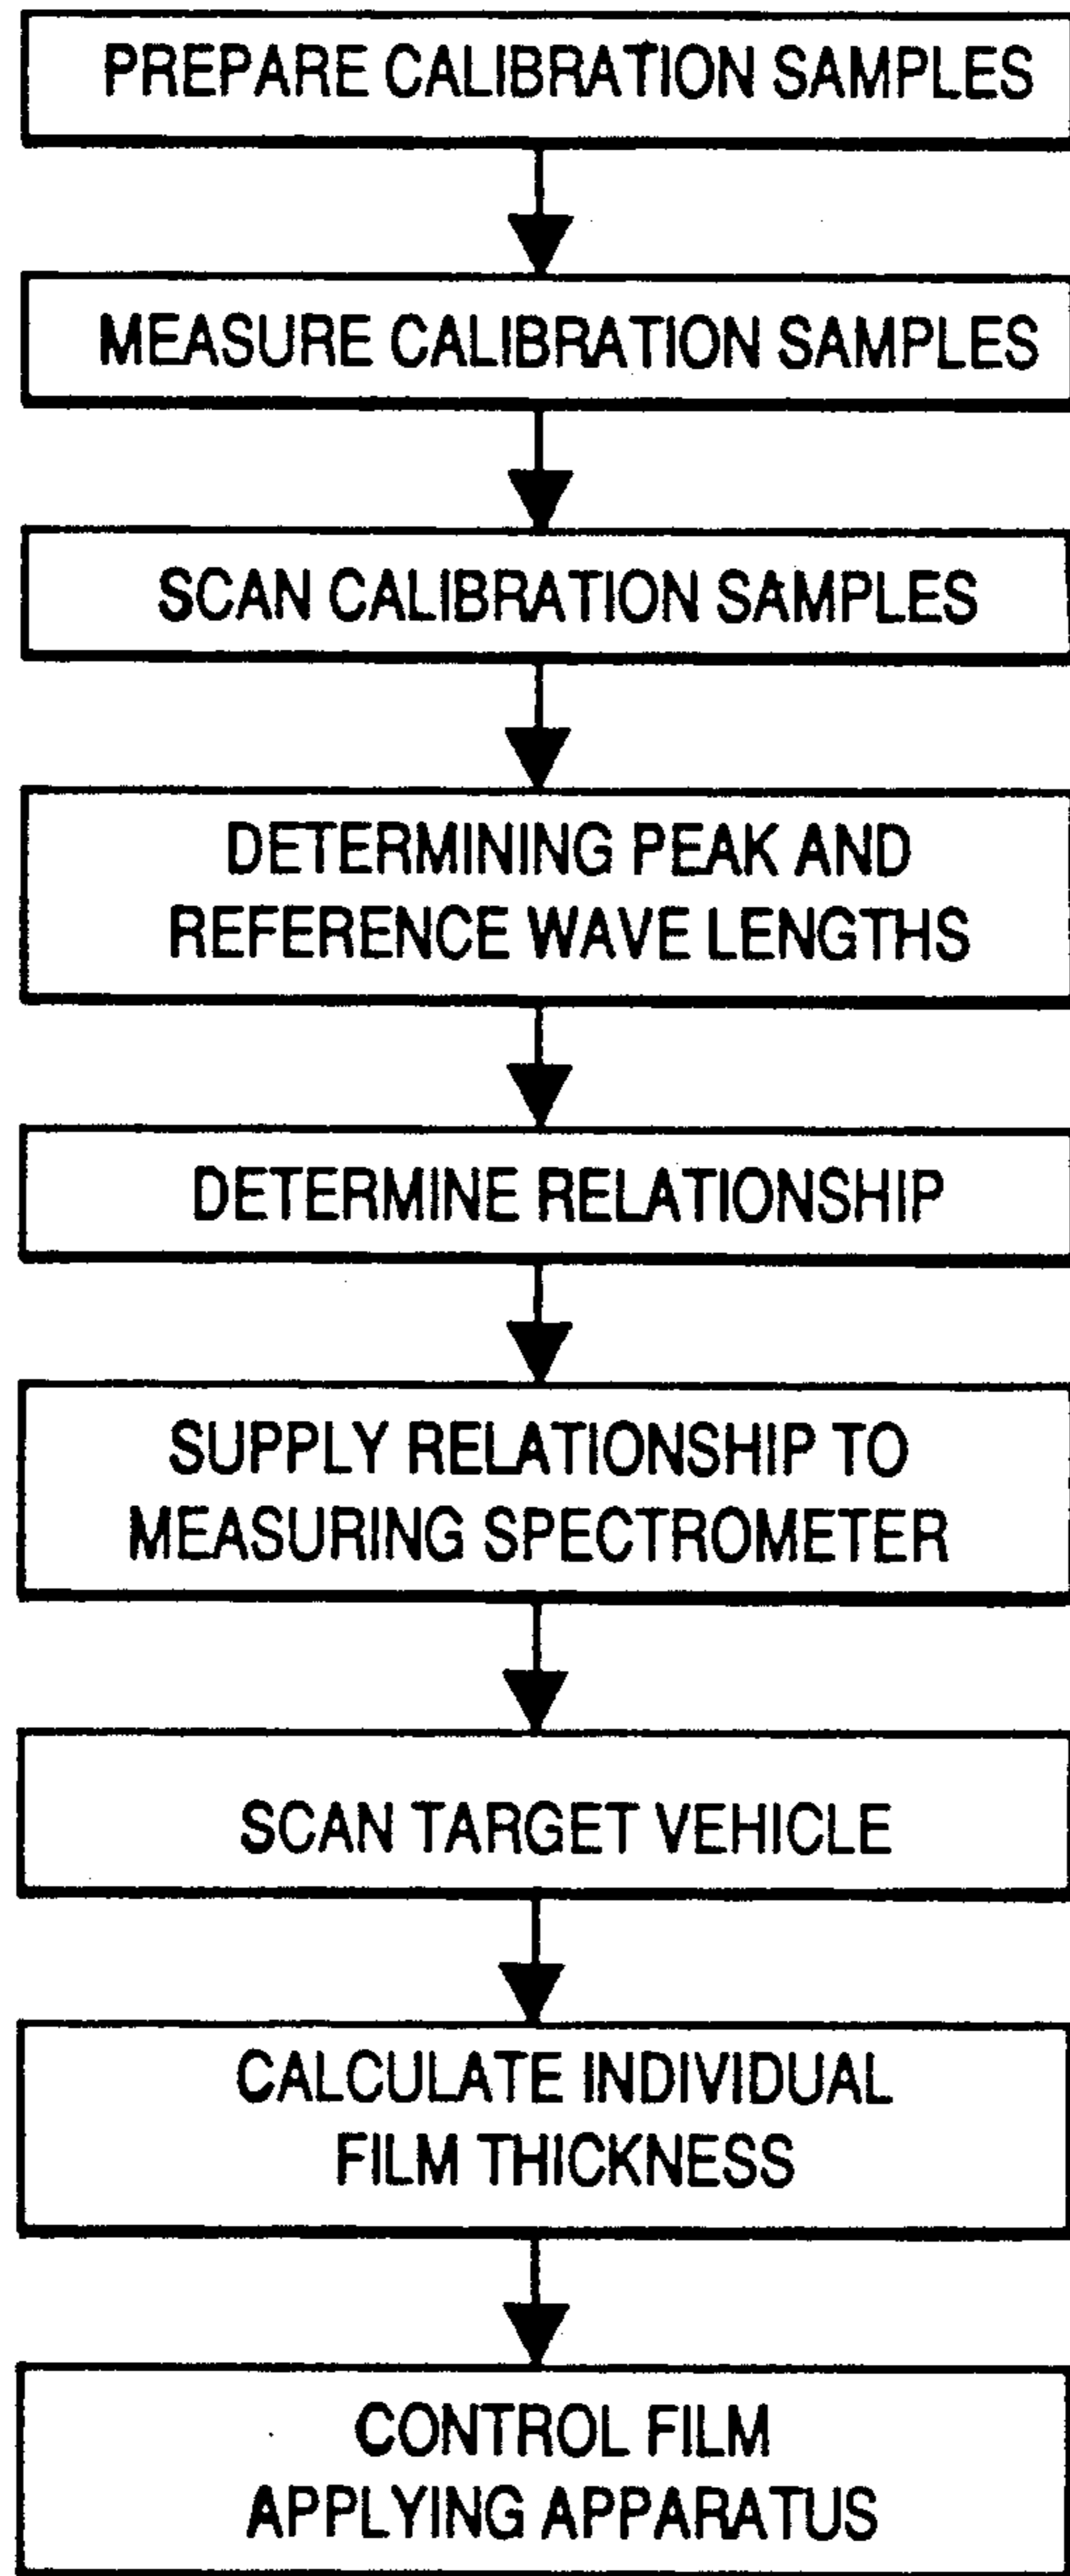 PREPARE CALIBRATION SAMPLES
MEASURE CALIBRATION SAMPLES
SCAN CALIBRATION SAMPLES
DETERMINING PEAK AND
REFERENCE WAVE LENGTHS
DETERMINE RELATIONSHIP
SUPPLY RELATIONSHIP TO
MEASURING SPECTROMETER
SCAN TARGET VEHICLE
CALCULATE INDIVIDUAL
FILM THICKNESS
CONTROL FILM
APPLYING APPARATUS